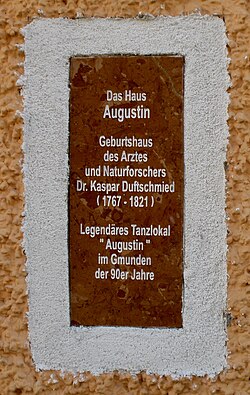 Das Haus
Augustin
Geburtshaus
des Arztes
und Naturforschers
Dr. Kaspar Duftschmied
( 1767 - 1821 )
Legendäres Tanzlokal
" Augustin "
im Gmunden
der 90er Jahre